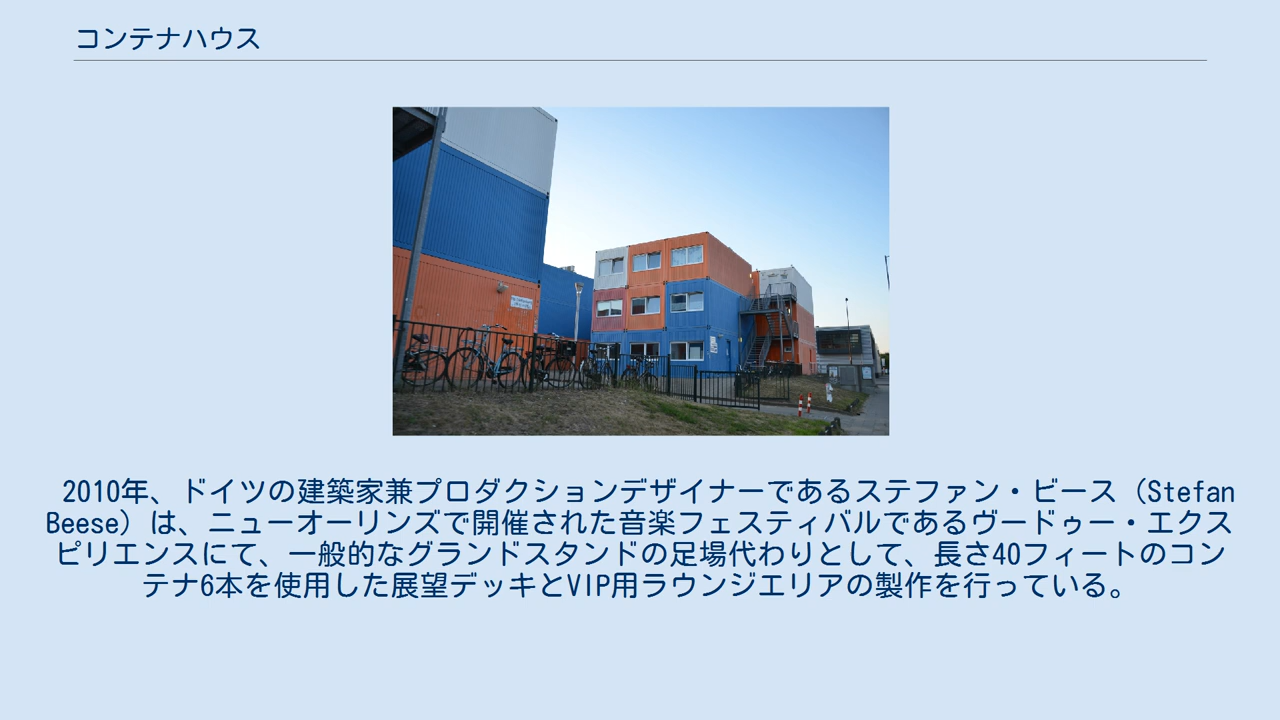 コンテナハウス
2010年、ドイツの建築家兼プロダクションデザイナーであるステファン・ビース（Stefan
Beese）は、ニューオーリンズで開催された音楽フェスティバルであるヴードゥー・エクス
ピリエンスにて、一般的なグランドスタンドの足場代わりとして、長さ40フィートのコン
テナ6本を使用した展望デッキとVIP用ラウンジエリアの製作を行っている。